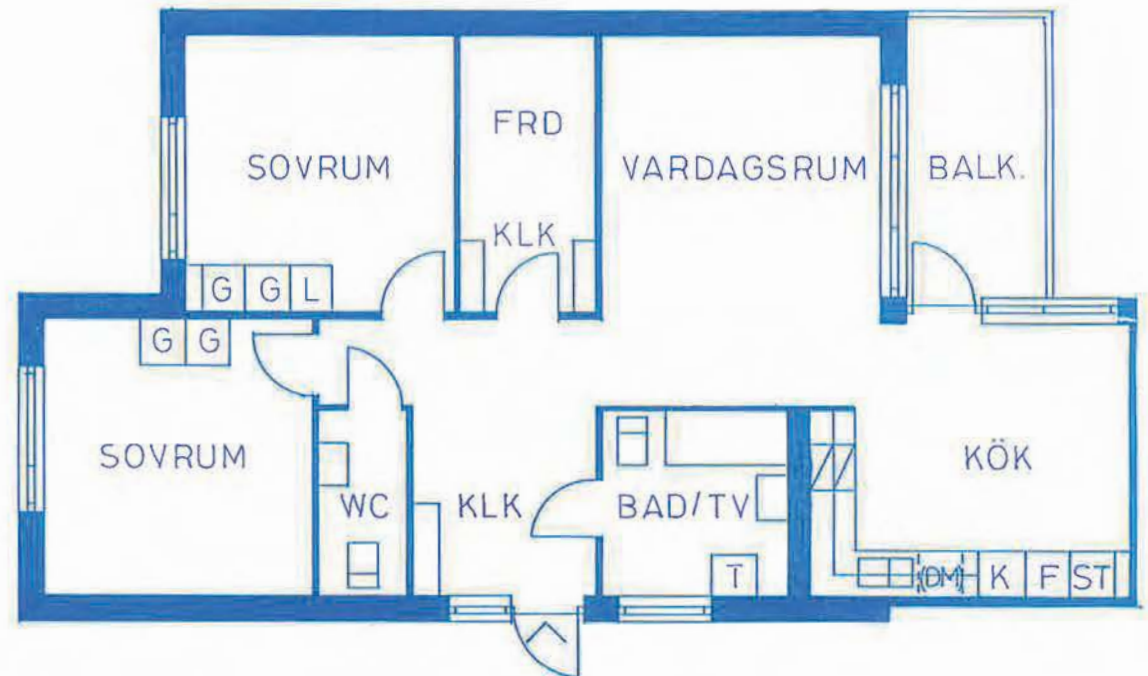 FRD
SOVRUM
VARDAGSRUM
BALK.
KLK
G G L
G G
SOVRUM
KÖK
WC
KLK
BAD/TV
T
(DM) K F ST